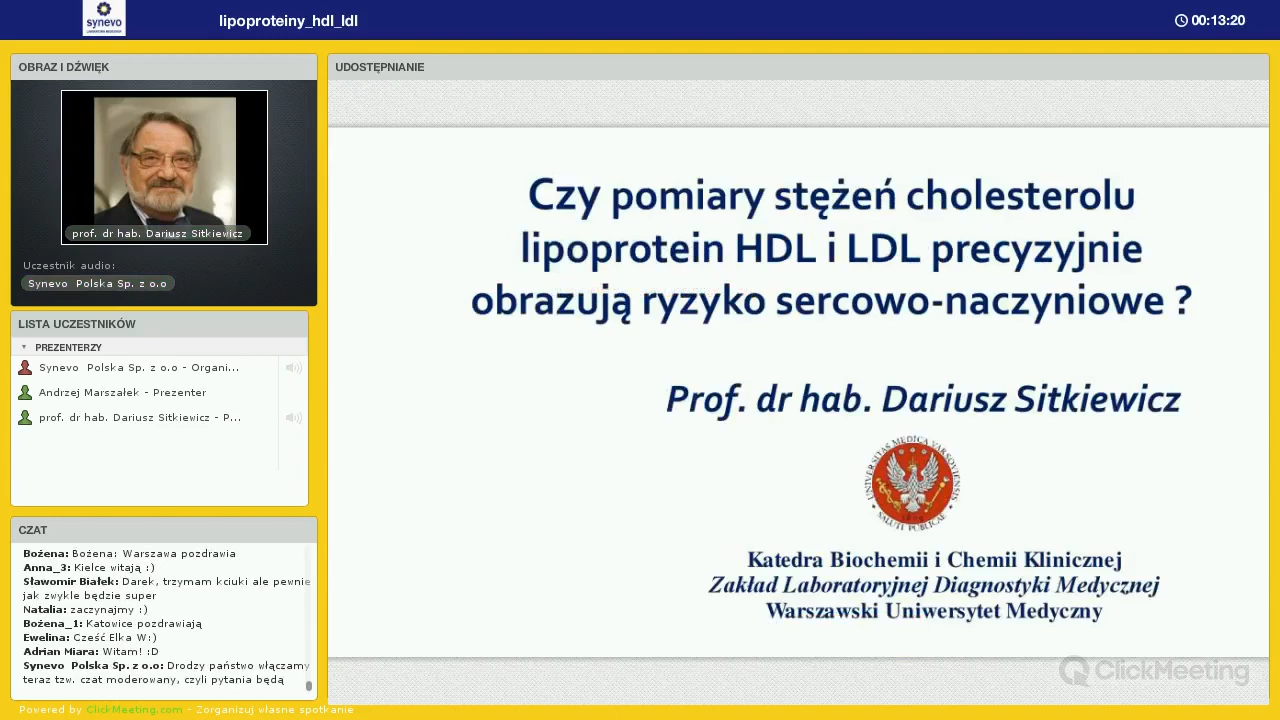 synevo
lipoproteiny_hdl_ldl
00:13:20
OBRAZ I DŹWIĘK
prof. dr hab. Dariusz Sitkiewicz
Uczestnik audio:
Synevo Polska Sp. z o.o
LISTA UCZESTNIKÓW
PREZENTERZY
Synevo Polska Sp. z o.o - Organi...
Andrzej Marszałek - Prezenter
prof. dr hab. Dariusz Sitkiewicz - P...
CZAT
Bożena: Bożena: Warszawa pozdrawia
Anna_3: Kielce witają :)
Sławomir Białek: Darek, trzymam kciuki ale pewnie
jak zwykle będzie super
Natalia: zaczynajmy :)
Bożena_1: Katowice pozdrawiają
Ewelina: Cześć Elka W:)
Adrian Miara: Witam! :D
Synevo Polska Sp. z o.o: Drodzy państwo włączamy
teraz tzw. czat moderowany, czyli pytania będą
Powered by ClickMeeting.com - Zorganizuj własne spotkanie
UDOSTĘPNIANIE
Czy pomiary stężeń cholesterolu
lipoprotein HDL i LDL precyzyjnie
obrazują ryzyko sercowo-naczyniowe ?
Prof. dr hab. Dariusz Sitkiewicz
UNIVERSITAS MEDICA VARSOVIENSIS
SALUTI PUBLICAE
Katedra Biochemii i Chemii Klinicznej
Zakład Laboratoryjnej Diagnostyki Medycznej
Warszawski Uniwersytet Medyczny
ClickMeeting